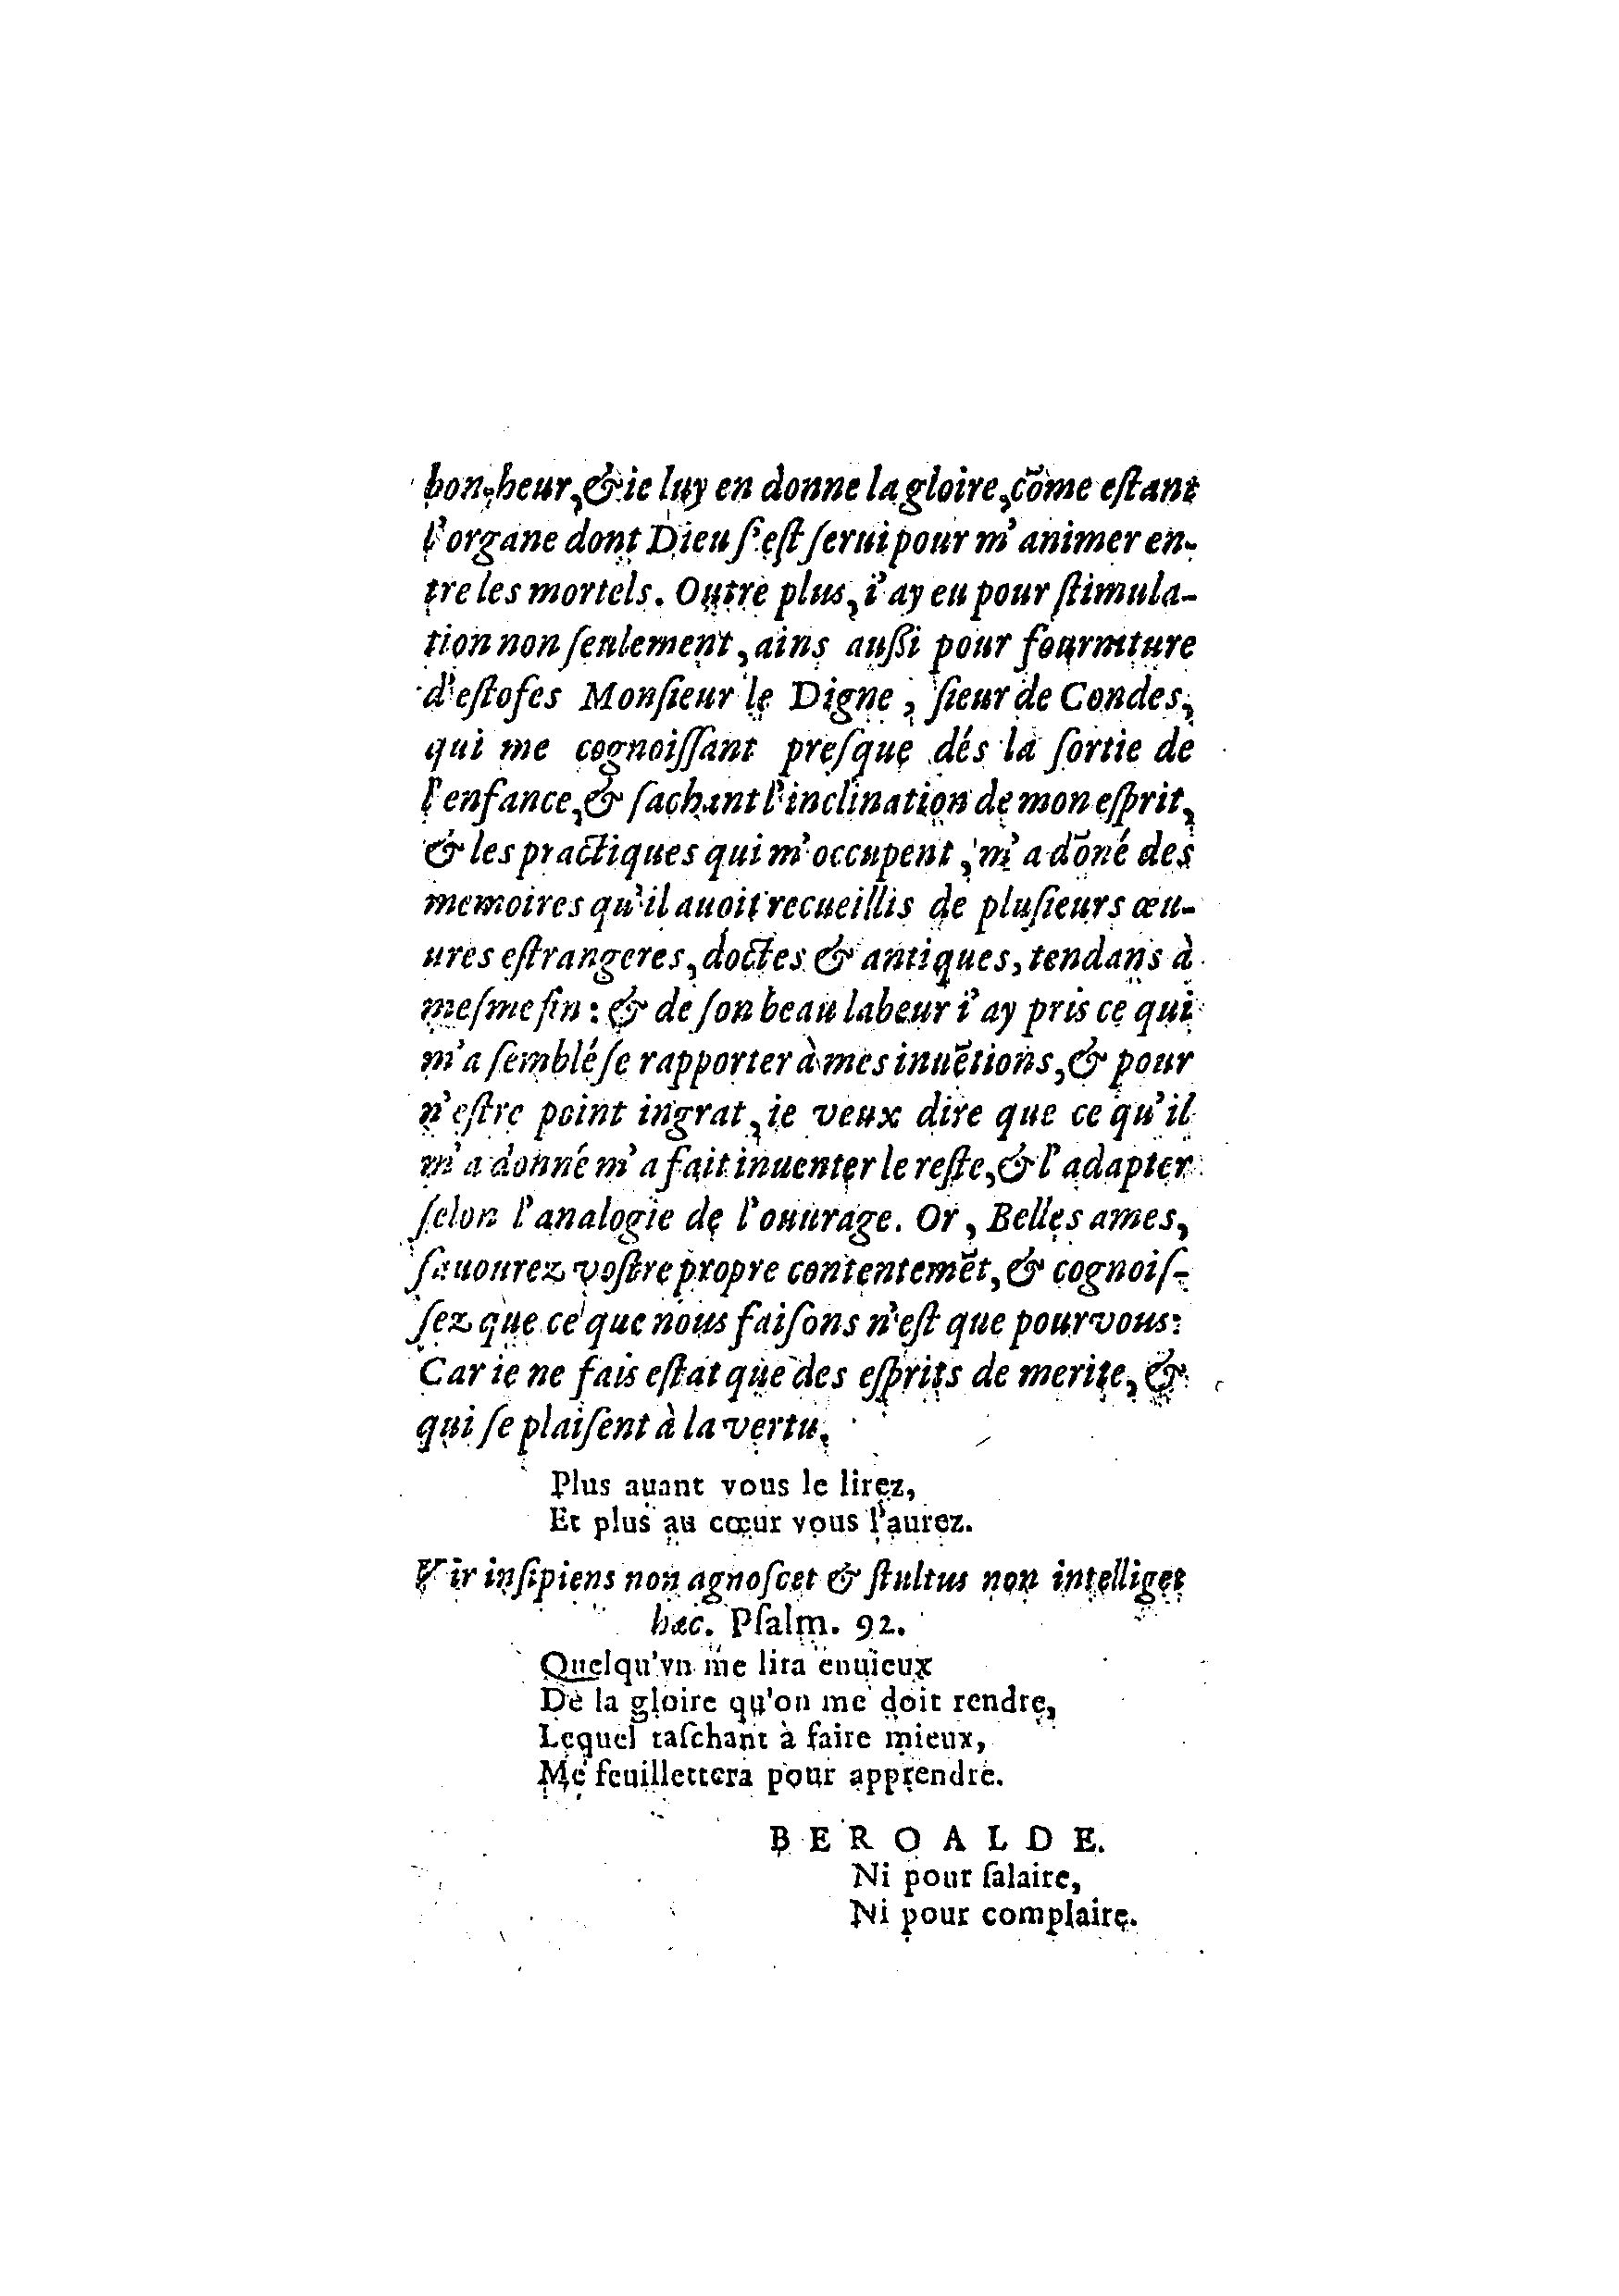 bon-heur, & ie luy en donne la gloire, cõme estant
l'organe dont Dieu s'est serui pour m'animer en-
tre les mortels. Outre plus, i'ay eu pour stimula-
tion non seulement, ains aussi pour fourniture
d'estofes Monsieur le Digne, sieur de Condes,
qui me cognoissant presque dés la sortie de
l'enfance, & sachant l'inclination de mon esprit,
& les practiques qui m'occupent, m'a dõné des
memoires qu'il auoit recueillis de plusieurs œu-
ures estrangeres, doctes & antiques, tendans à
mesme fin : & de son beau labeur i'ay pris ce qui
m'a semblé se rapporter à mes inuẽtions, & pour
n'estre point ingrat, ie veux dire que ce qu'il
m'a donné m'a fait inuenter le reste, & l'adapter
selon l'analogie de l'ouurage. Or, Belles ames,
sauourez vostre propre contentemẽt, & cognois-
sez que ce que nous faisons n'est que pour vous:
Car ie ne fais estat que des esprits de merite, &
qui se plaisent à la vertu.
Plus auant vous le lirez,
Et plus au cœur vous l'aurez.
Vir insipiens non agnoscet & stultus non intelliget
hæc. Psalm. 92.
Quelqu'vn me lira enuieux
De la gloire qu'on me doit rendre,
Lequel taschant à faire mieux,
Me feuillettera pour apprendre.
BEROALDE.
Ni pour salaire,
Ni pour complaire.